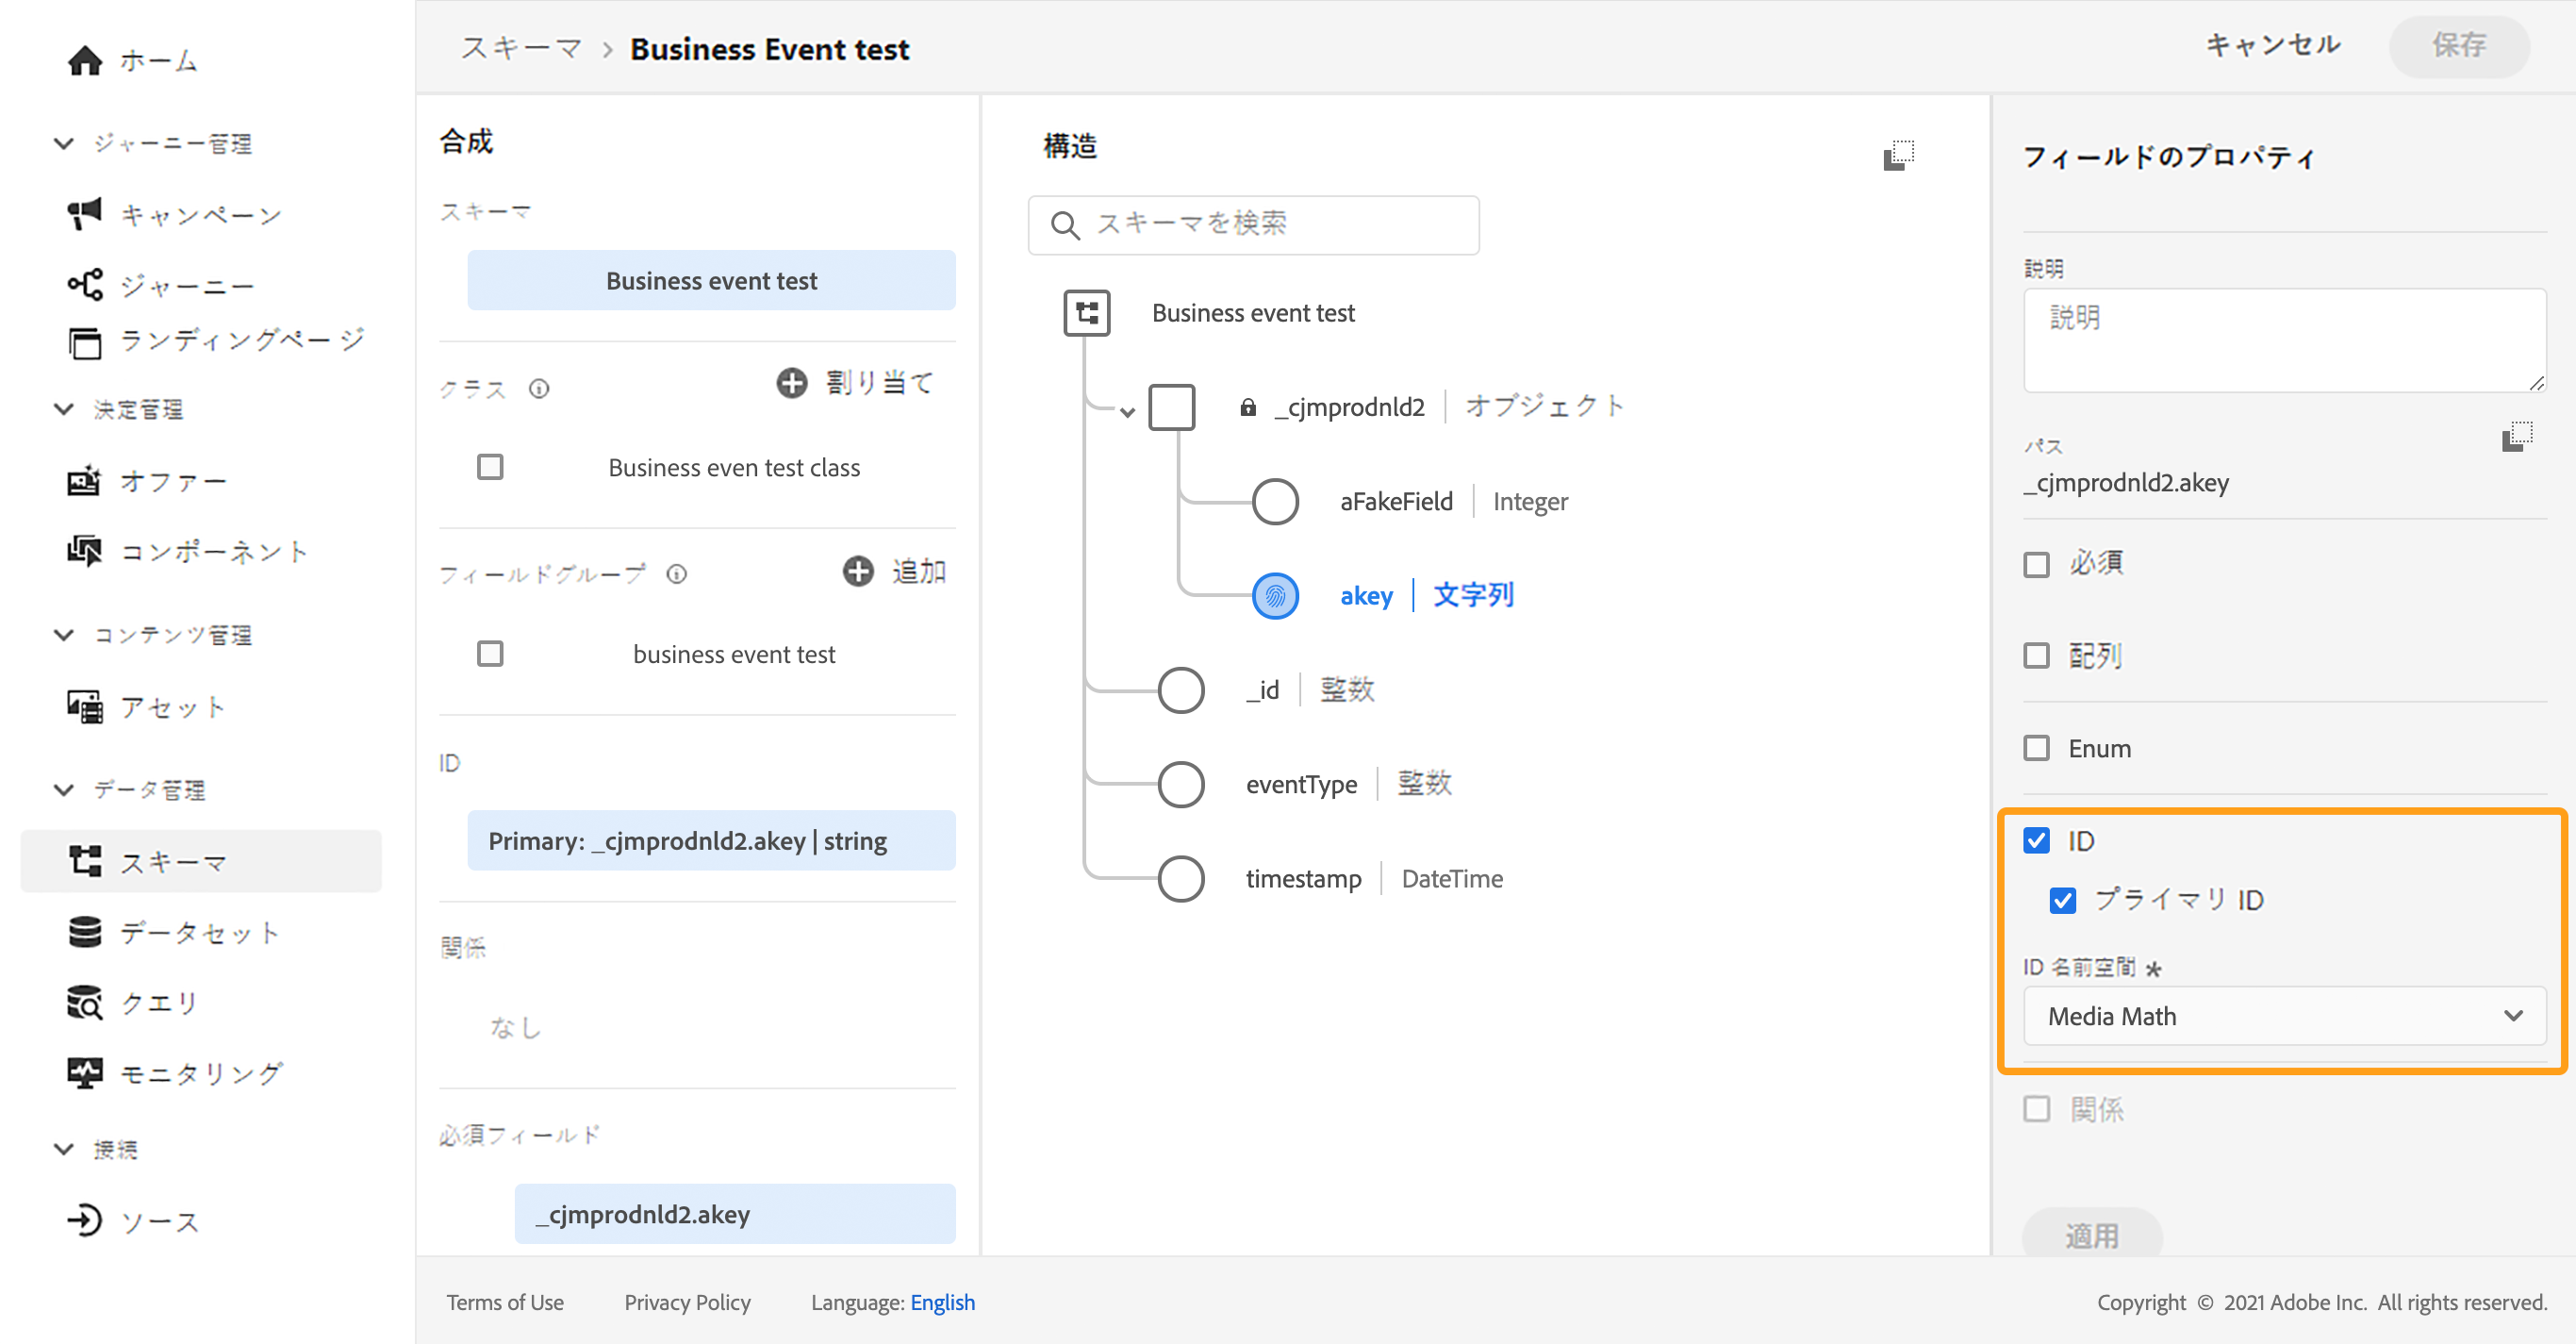 ホーム
ジャーニー管理
キャンペーン
ジャーニー
ランディングページ
決定管理
オファー
コンポーネント
コンテンツ管理
アセット
データ管理
スキーマ
データセット
クエリ
モニタリング
接続
ソース
スキーマ › Business Event test
キャンセル
保存
合成
スキーマ
Business event test
クラス
割り当て
Business even test class
フィールドグループ
追加
business event test
ID
Primary: _cjmprodnld2.akey | string
関係
なし
必須フィールド
_cjmprodnld2.akey
構造
スキーマを検索
Business event test
_cjmprodnld2 | オブジェクト
aFakeField | Integer
akey | 文字列
_id | 整数
eventType | 整数
timestamp | DateTime
フィールドのプロパティ
説明
説明
パス
_cjmprodnld2.akey
必須
配列
Enum
ID
プライマリ ID
ID 名前空間 *
Media Math
関係
適用
Terms of Use
Privacy Policy
Language: English
Copyright © 2021 Adobe Inc. All rights reserved.